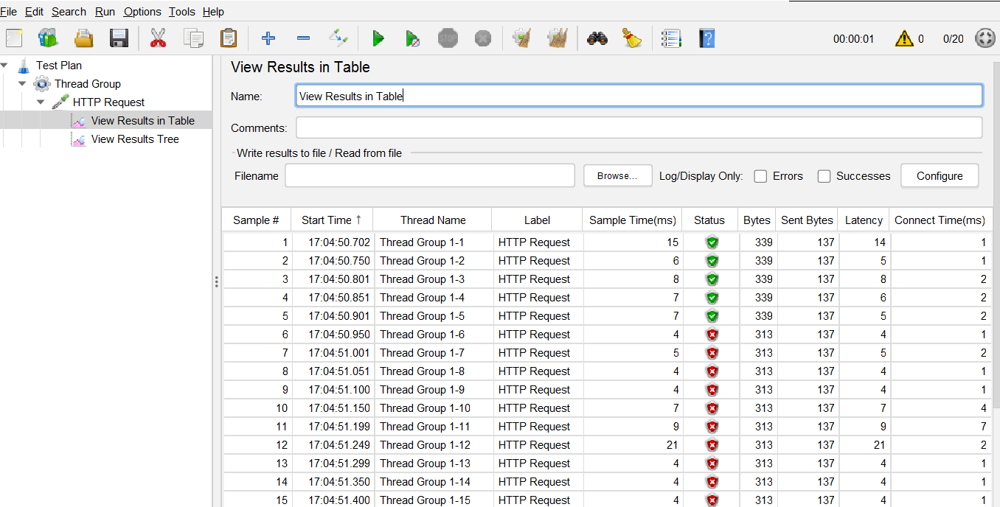 File Edit Search Run Options Tools Help
STOP 00:00:01 0 0/20
Test Plan
Thread Group
HTTP Request
View Results in Table
View Results Tree
View Results in Table
Name: View Results in Table
Comments:
Write results to file / Read from file
Filename Browse... Log/Display Only: Errors Successes Configure
Sample # Start Time ↑ Thread Name Label Sample Time(ms) Status Bytes Sent Bytes Latency Connect Time(ms)
1 17:04:50.702 Thread Group 1-1 HTTP Request 15 339 137 14 1
2 17:04:50.750 Thread Group 1-2 HTTP Request 6 339 137 5 1
3 17:04:50.801 Thread Group 1-3 HTTP Request 8 339 137 8 2
4 17:04:50.851 Thread Group 1-4 HTTP Request 7 339 137 6 2
5 17:04:50.901 Thread Group 1-5 HTTP Request 7 339 137 5 2
6 17:04:50.950 Thread Group 1-6 HTTP Request 4 313 137 4 1
7 17:04:51.001 Thread Group 1-7 HTTP Request 5 313 137 5 2
8 17:04:51.051 Thread Group 1-8 HTTP Request 4 313 137 4 1
9 17:04:51.100 Thread Group 1-9 HTTP Request 4 313 137 4 1
10 17:04:51.150 Thread Group 1-10 HTTP Request 7 313 137 7 4
11 17:04:51.199 Thread Group 1-11 HTTP Request 9 313 137 9 7
12 17:04:51.249 Thread Group 1-12 HTTP Request 21 313 137 21 2
13 17:04:51.299 Thread Group 1-13 HTTP Request 4 313 137 4 1
14 17:04:51.350 Thread Group 1-14 HTTP Request 4 313 137 4 1
15 17:04:51.400 Thread Group 1-15 HTTP Request 4 313 137 4 1